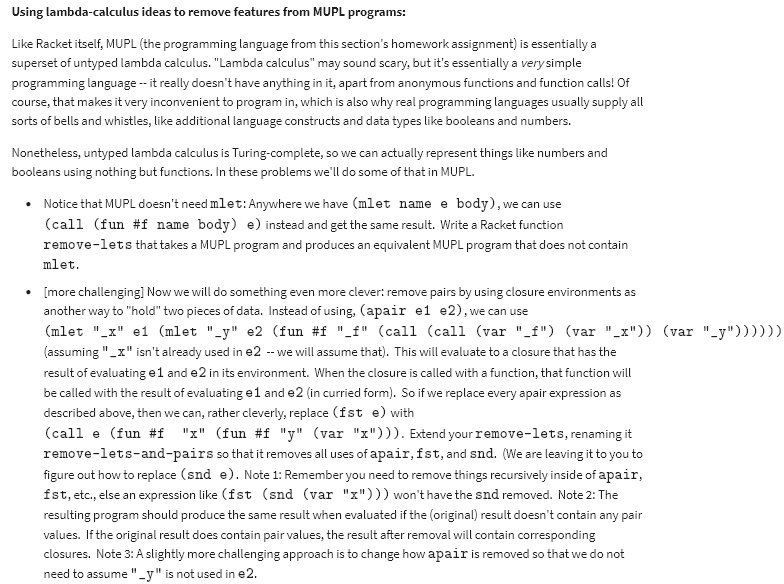 Using lambda-calculus ideas to remove features from MUPL programs:
Like Racket itself, MUPL (the programming language from this section's homework assignment) is essentially a
superset of untyped lambda calculus. "Lambda calculus" may sound scary, but it's essentially a very simple
programming language -- it really doesn't have anything in it, apart from anonymous functions and function calls! Of
course, that makes it very inconvenient to program in, which is also why real programming languages usually supply all
sorts of bells and whistles, like additional language constructs and data types like booleans and numbers.
Nonetheless, untyped lambda calculus is Turing-complete, so we can actually represent things like numbers and
booleans using nothing but functions. In these problems we'll do some of that in MUPL.
• Notice that MUPL doesn't need mlet: Anywhere we have (mlet name e body), we can use
(call (fun #f name body) e) instead and get the same result. Write a Racket function
remove-lets that takes a MUPL program and produces an equivalent MUPL program that does not contain
mlet.
• [more challenging] Now we will do something even more clever: remove pairs by using closure environments as
another way to "hold" two pieces of data. Instead of using, (apair e1 e2), we can use
(mlet "_x" e1 (mlet "_y" e2 (fun #f "_f" (call (call (var "_f") (var "_x")) (var "_y"))))))
(assuming "_x" isn't already used in e2 -- we will assume that). This will evaluate to a closure that has the
result of evaluating e1 and e2 in its environment. When the closure is called with a function, that function will
be called with the result of evaluating e1 and e2 (in curried form). So if we replace every apair expression as
described above, then we can, rather cleverly, replace (fst e) with
(call e (fun #f "x" (fun #f "y" (var "x"))). Extend your remove-lets, renaming it
remove-lets-and-pairs so that it removes all uses of apair, fst, and snd. (We are leaving it to you to
figure out how to replace (snd e). Note 1: Remember you need to remove things recursively inside of apair,
fst, etc., else an expression like (fst (snd (var "x"))) won't have the snd removed. Note 2: The
resulting program should produce the same result when evaluated if the (original) result doesn't contain any pair
values. If the original result does contain pair values, the result after removal will contain corresponding
closures. Note 3: A slightly more challenging approach is to change how apair is removed so that we do not
need to assume "_y" is not used in e2.